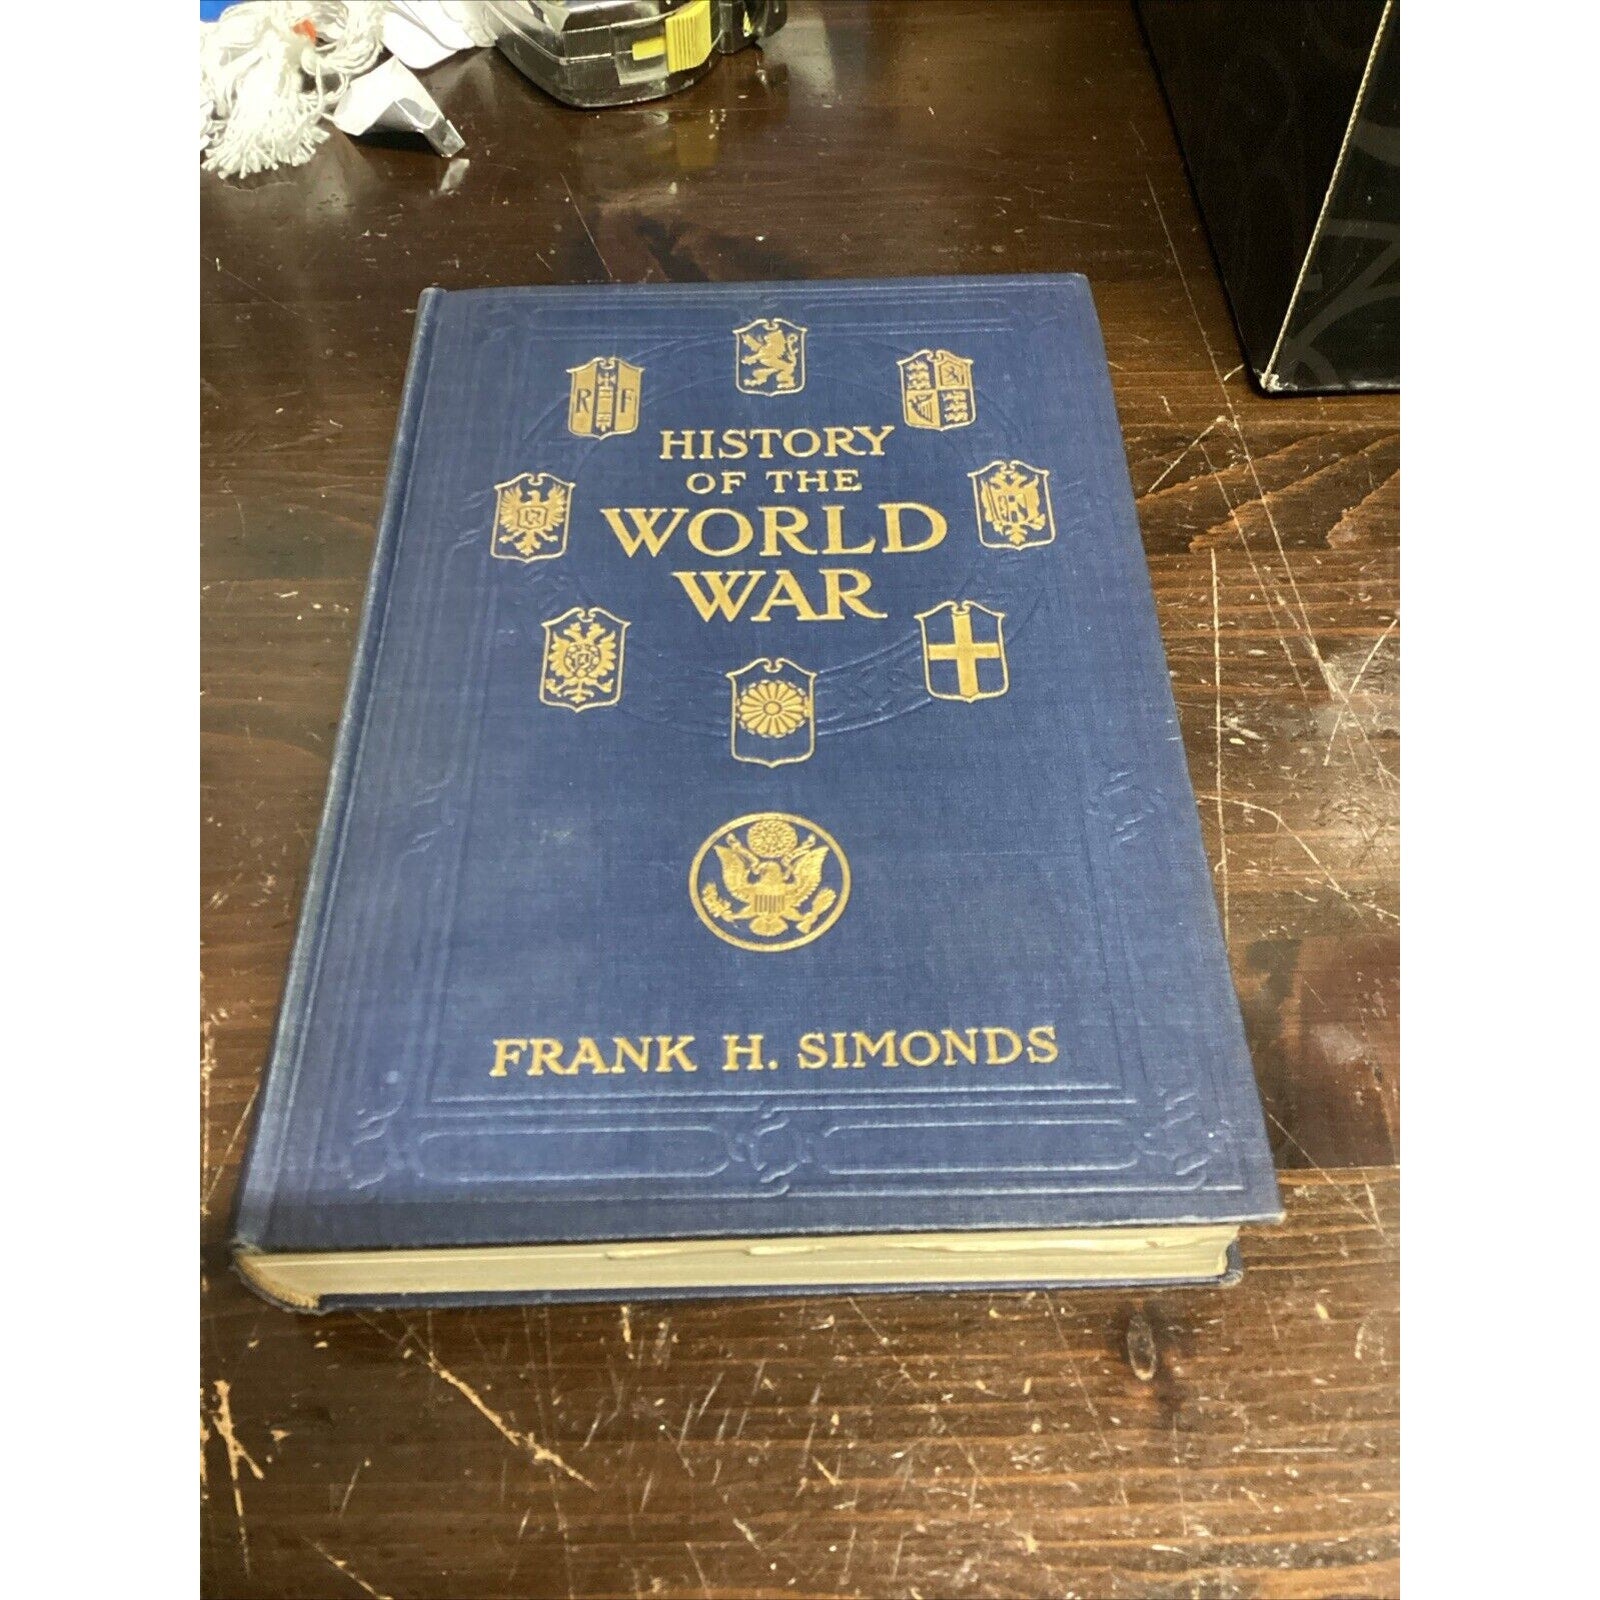 R F
HISTORY
OF THE
WORLD
WAR
FRANK H. SIMONDS